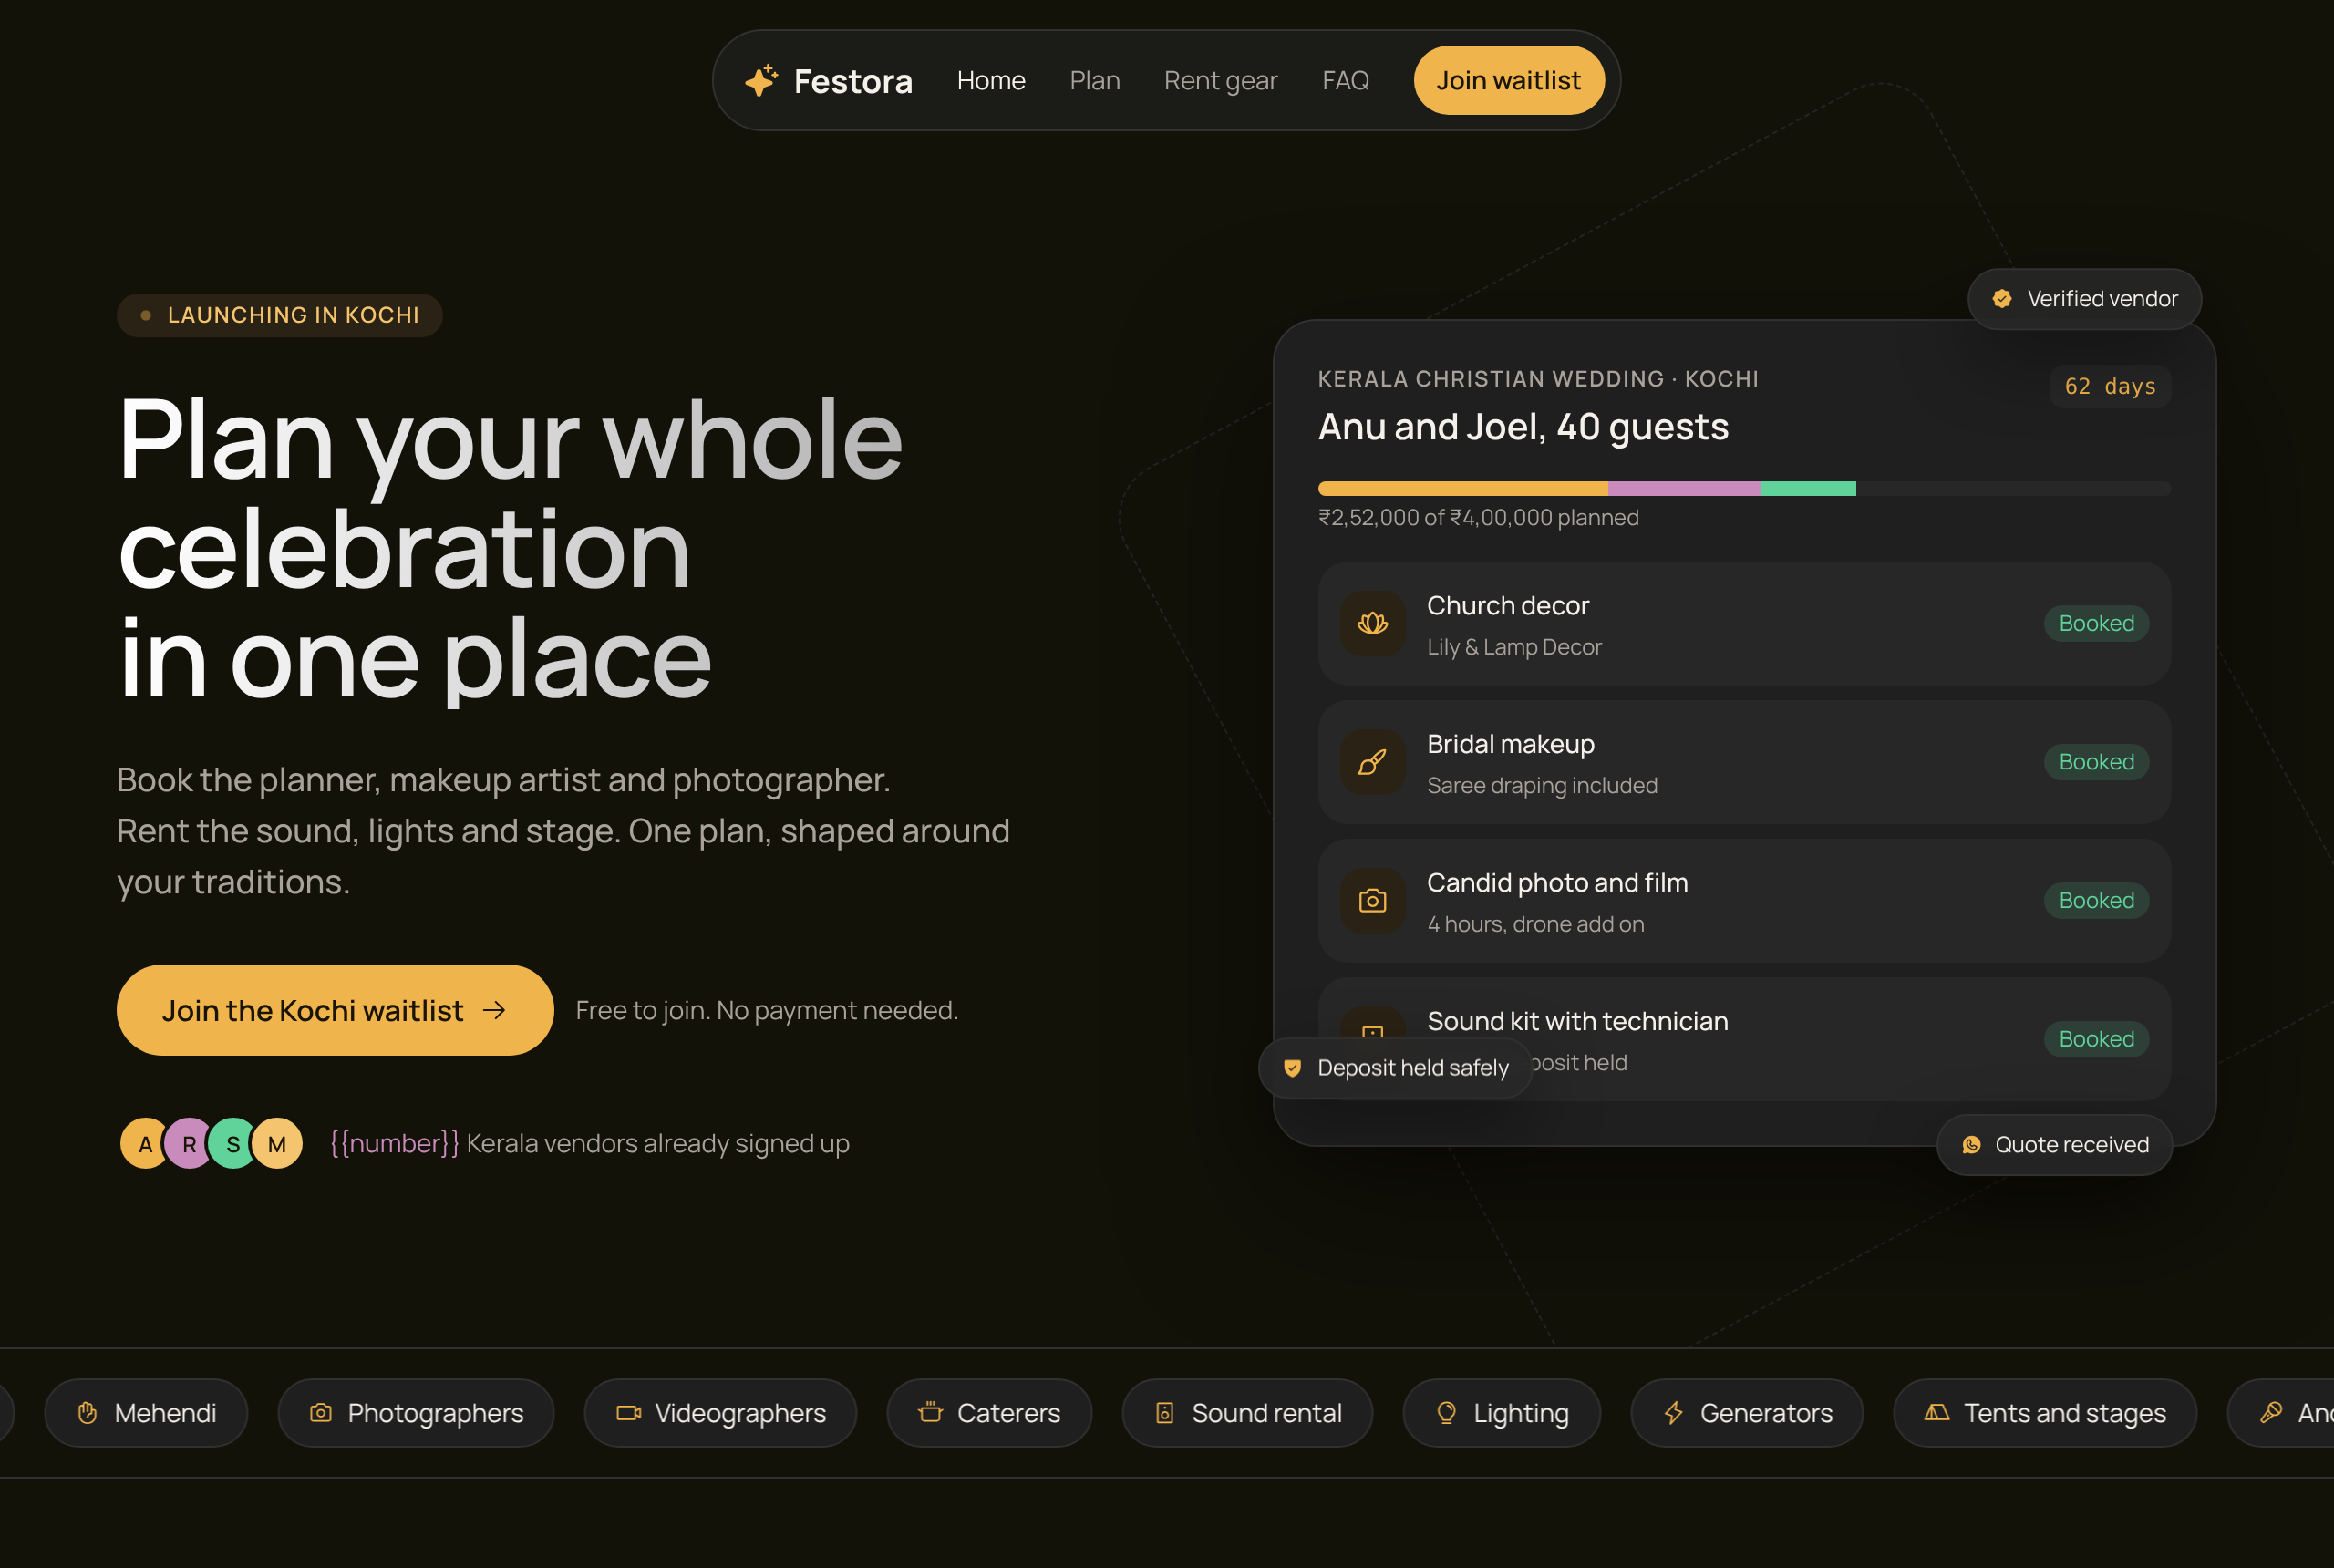 Festora
Home
Plan
Rent gear
FAQ
Join waitlist
LAUNCHING IN KOCHI
Plan your whole
celebration
in one place
Book the planner, makeup artist and photographer.
Rent the sound, lights and stage. One plan, shaped around
your traditions.
Join the Kochi waitlist →
Free to join. No payment needed.
A R S M
{{number}} Kerala vendors already signed up
Verified vendor
KERALA CHRISTIAN WEDDING · KOCHI
62 days
Anu and Joel, 40 guests
₹2,52,000 of ₹4,00,000 planned
Church decor
Lily & Lamp Decor
Booked
Bridal makeup
Saree draping included
Booked
Candid photo and film
4 hours, drone add on
Booked
Sound kit with technician
held
Booked
Deposit held safely
Quote received
Mehendi
Photographers
Videographers
Caterers
Sound rental
Lighting
Generators
Tents and stages